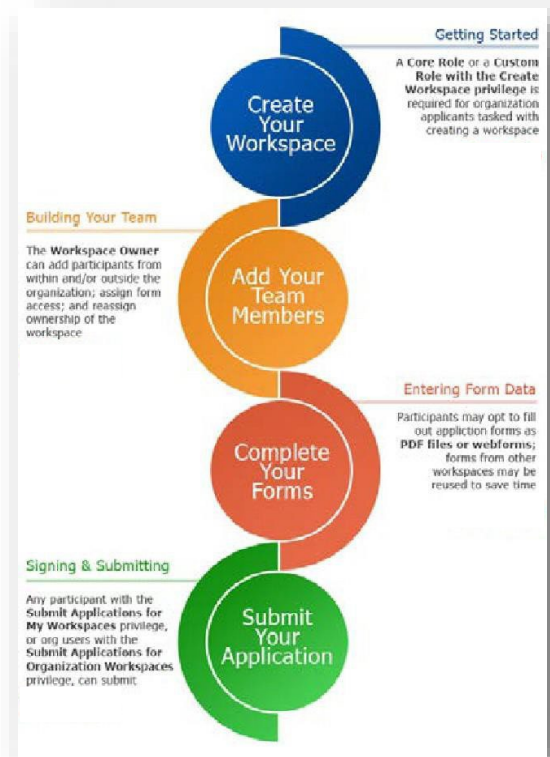 Getting Started
A Core Role or a Custom
Role with the Create
Workspace privilege is
required for organization
applicants tasked with
creating a workspace
Create
Your
Workspace
Building Your Team
The Workspace Owner
can add participants from
within and/or outside the
organization; assign form
access; and reassign
ownership of the
workspace
Add Your
Team
Members
Entering Form Data
Participants may opt to fill
out appliction forms as
PDF files or webforms;
forms from other
workspaces may be
reused to save time
Complete
Your
Forms
Signing & Submitting
Any participant with the
Submit Applications for
My Workspaces privilege,
or org users with the
Submit Applications for
Organization Workspaces
privilege, can submit
Submit
Your
Application